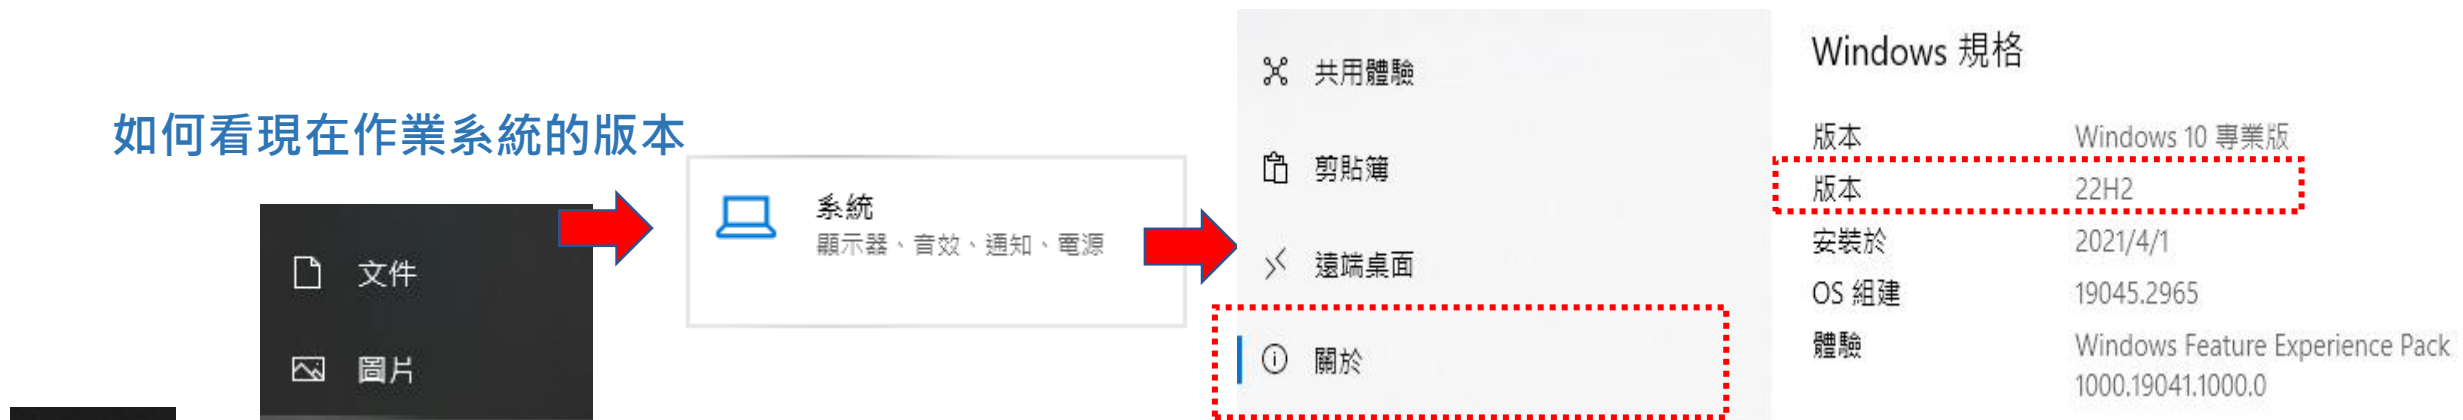 如何看現在作業系統的版本
文件
圖片
系統
顯示器、音效、通知、電源
共用體驗
剪貼簿
遠端桌面
關於
Windows 規格
版本 Windows 10 專業版
版本 22H2
安裝於 2021/4/1
OS 組建 19045.2965
體驗 Windows Feature Experience Pack
1000.19041.1000.0